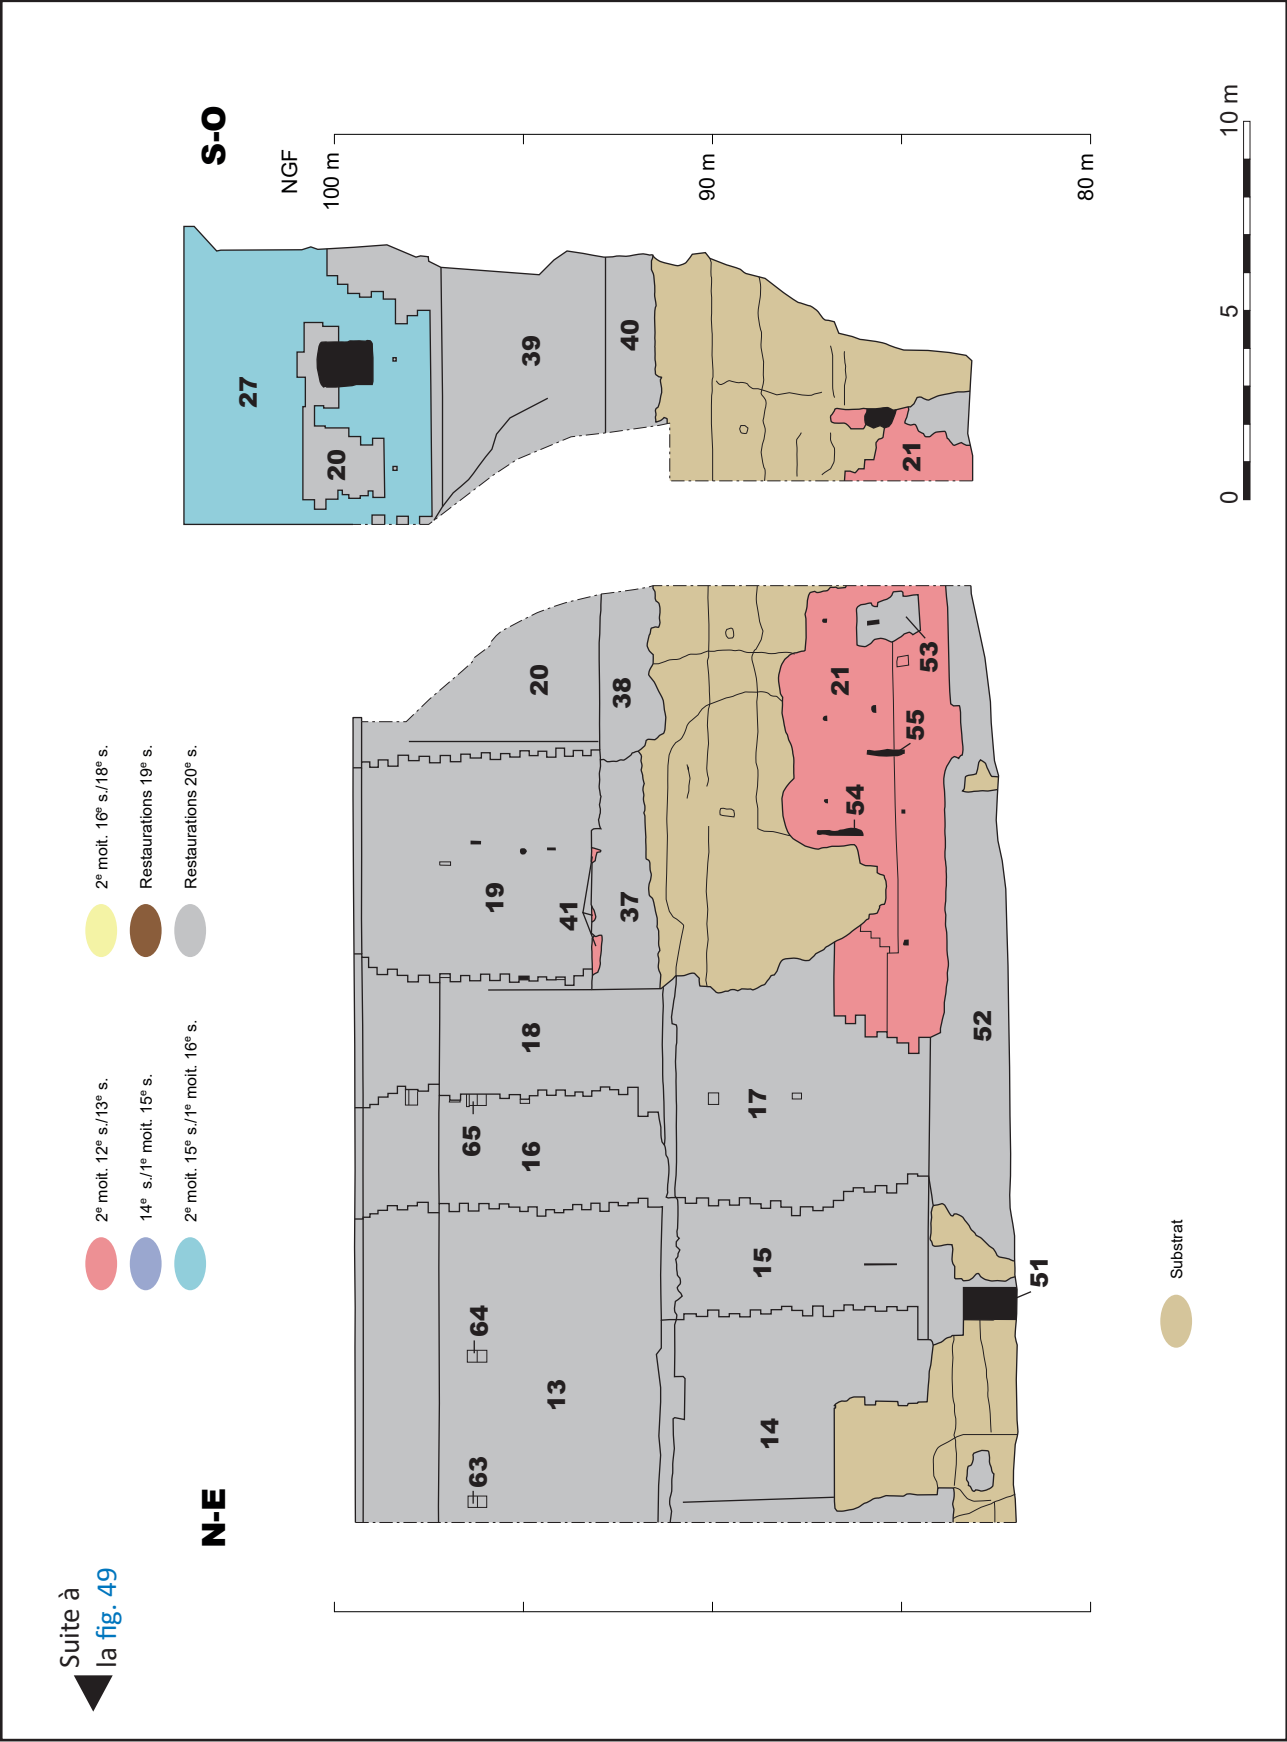 Suite à
la fig. 49
N-E
S-O
2e moit. 12e s./13e s.
14e s./1e moit. 15e s.
2e moit. 15e s./1e moit. 16e s.
2e moit. 16e s./18e s.
Restaurations 19e s.
Restaurations 20e s.
NGF
100 m
90 m
80 m
27
20
39
40
21
20
38
19
41
37
21
53
55
54
18
65
16
17
52
64
63
13
15
14
51
Substrat
0
5
10 m